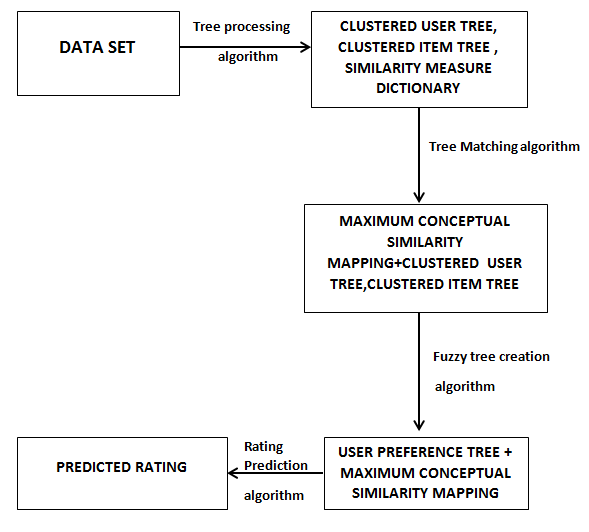 DATA SET
Tree processing
algorithm
CLUSTERED USER TREE,
CLUSTERED ITEM TREE ,
SIMILARITY MEASURE
DICTIONARY
Tree Matching algorithm
MAXIMUM CONCEPTUAL
SIMILARITY
MAPPING+CLUSTERED USER
TREE,CLUSTERED ITEM TREE
Fuzzy tree creation
algorithm
USER PREFERENCE TREE +
MAXIMUM CONCEPTUAL
SIMILARITY MAPPING
Rating
Prediction
algorithm
PREDICTED RATING